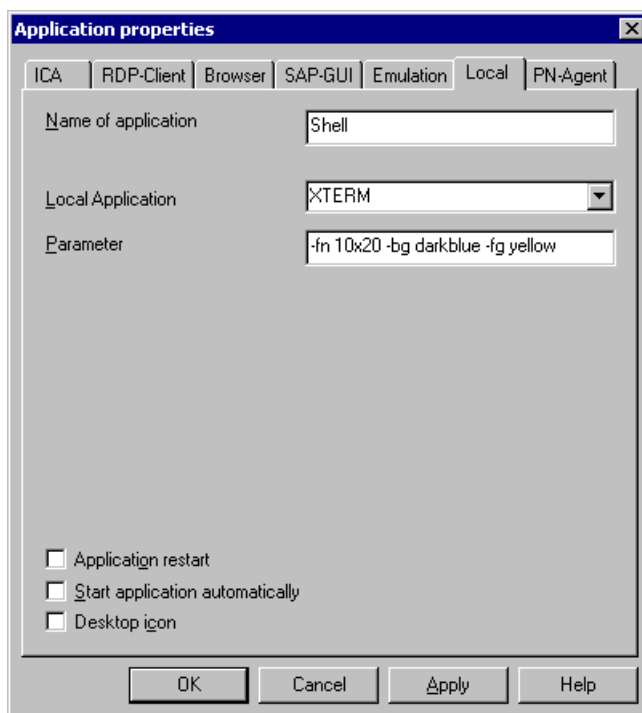 Application properties
ICA RDP-Client Browser SAP-GUI Emulation Local PN-Agent
Name of application Shell
Local Application XTERM
Parameter -fn 10x20 -bg darkblue -fg yellow
Application restart
Start application automatically
Desktop icon
OK Cancel Apply Help